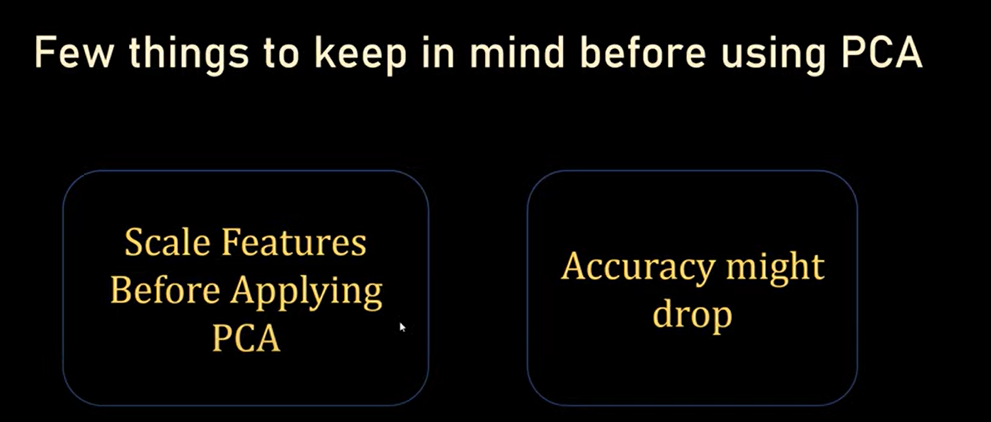 Few things to keep in mind before using PCA
Scale Features
Before Applying
PCA
Accuracy might
drop